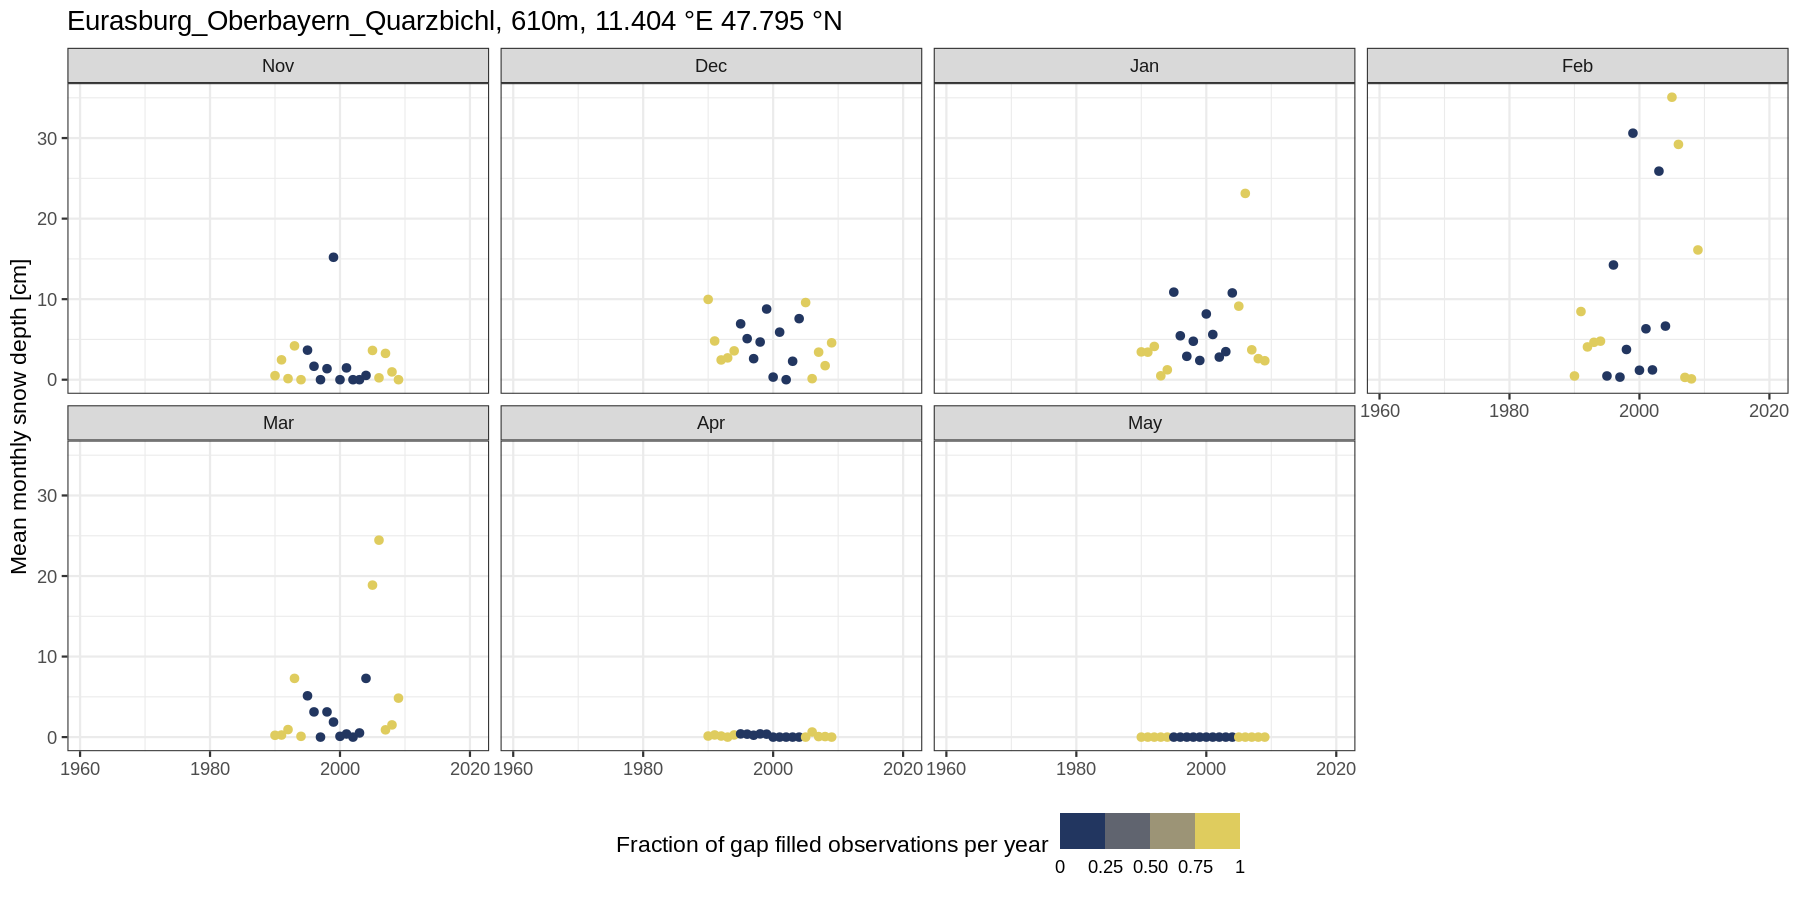 Eurasburg_Oberbayern_Quarzbichl, 610m, 11.404 °E 47.795 °N
Nov
Dec
Jan
Feb
Mean monthly snow depth [cm]
30
20
10
0
1960 1980 2000 2020
Mar
Apr
May
30
20
10
0
1960 1980 2000 2020
1960 1980 2000 2020
1960 1980 2000 2020
Fraction of gap filled observations per year
0 0.25 0.50 0.75 1